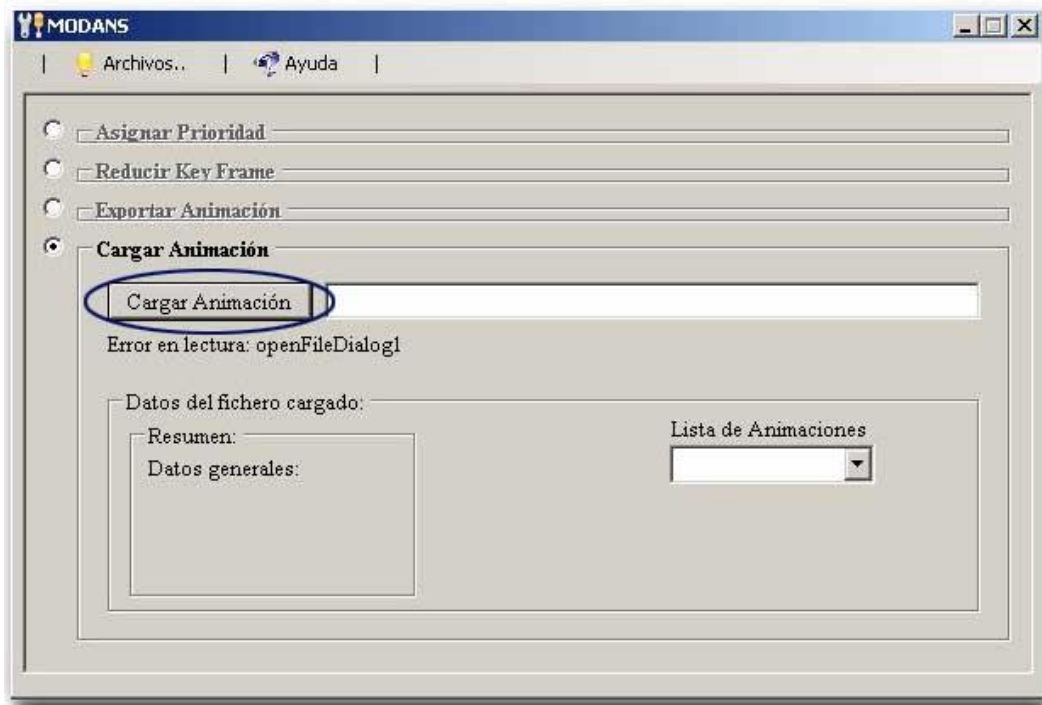 MODANS
| Archivos.. | Ayuda |
Asignar Prioridad
Reducir Key Frame
Exportar Animación
Cargar Animación
Cargar Animación
Error en lectura: openFileDialog1
Datos del fichero cargado:
Resumen:
Datos generales:
Lista de Animaciones